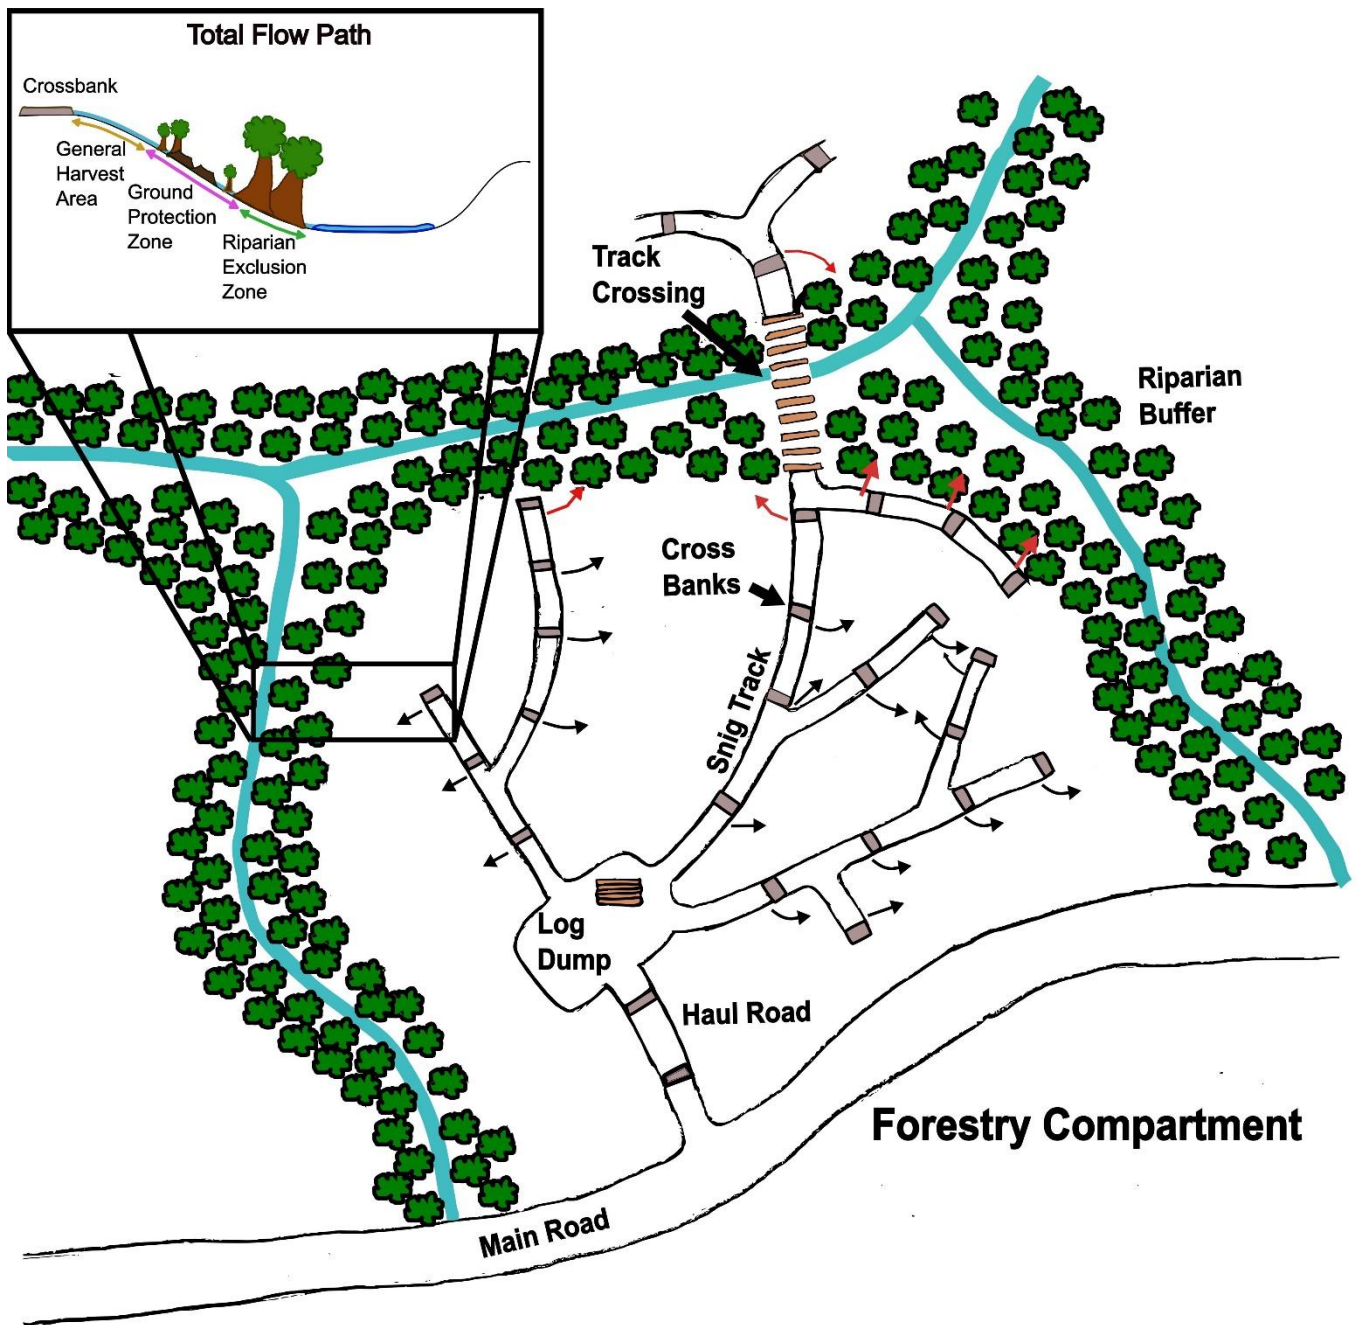 Total Flow Path
Crossbank
General
Harvest
Area
Ground
Protection
Zone
Riparian
Exclusion
Zone
Track
Crossing
Riparian
Buffer
Cross
Banks
Snig Track
Log
Dump
Haul Road
Forestry Compartment
Main Road